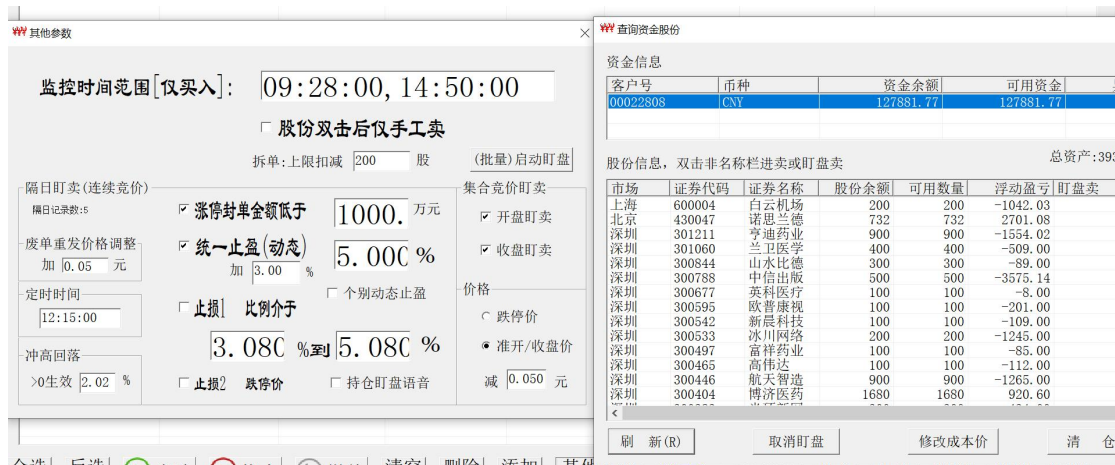 其他参数
监控时间范围[仅买入]: 09:28:00,14:50:00
股份双击后仅手工卖
拆单:上限扣减 200 股 (批量)启动盯盘
隔日盯卖(连续竞价)
隔日记录数:5
废单重发价格调整
加 0.05 元
定时时间
12:15:00
冲高回落
>0生效 2.02 %
涨停封单金额低于 1000. 万元
统一止盈(动态) 5.000 %
加 3.00 %
个别动态止盈
止损1 比例介于
3.080 %到 5.080 %
止损2 跌停价 持仓盯盘语音
集合竞价盯卖
开盘盯卖
收盘盯卖
价格
跌停价
准开/收盘价
减 0.050 元
查询资金股份
资金信息
客户号 币种 资金余额 可用资金
00022808 CNY 127881.77 127881.77
股份信息，双击非名称栏进卖或盯盘卖 总资产:393
市场 证券代码 证券名称 股份余额 可用数量 浮动盈亏 盯盘卖
上海 600004 白云机场 200 200 -1042.03
北京 430047 诺思兰德 732 732 2701.08
深圳 301211 亨迪药业 900 900 -1554.02
深圳 301060 兰卫医学 400 400 -509.00
深圳 300844 山水比德 300 300 -89.00
深圳 300788 中信出版 500 500 -3575.14
深圳 300677 英科医疗 100 100 -8.00
深圳 300595 欧普康视 100 100 -201.00
深圳 300542 新晨科技 100 100 -109.00
深圳 300533 冰川网络 200 200 -1245.00
深圳 300497 富祥药业 100 100 -85.00
深圳 300465 高伟达 100 100 -112.00
深圳 300446 航天智造 900 900 -1265.00
深圳 300404 博济医药 1680 1680 920.60
刷 新(R) 取消盯盘 修改成本价 清 仓
全选 反选 清空 删除 添加 其他